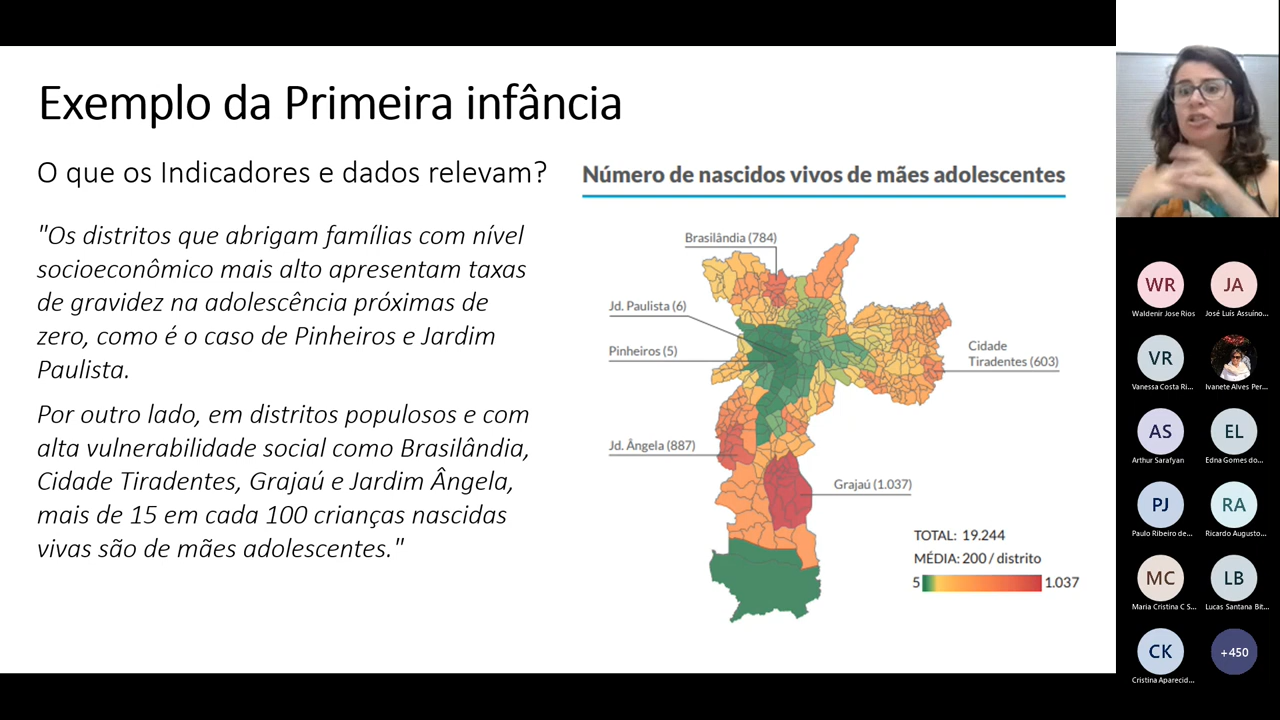 Exemplo da Primeira infância
O que os Indicadores e dados relevam?
"Os distritos que abrigam famílias com nível
socioeconômico mais alto apresentam taxas
de gravidez na adolescência próximas de
zero, como é o caso de Pinheiros e Jardim
Paulista.
Por outro lado, em distritos populosos e com
alta vulnerabilidade social como Brasilândia,
Cidade Tiradentes, Grajaú e Jardim Ângela,
mais de 15 em cada 100 crianças nascidas
vivas são de mães adolescentes."
Número de nascidos vivos de mães adolescentes
Brasilândia (784)
Jd. Paulista (6)
Pinheiros (5)
Cidade
Tiradentes (603)
Jd. Ângela (887)
Grajaú (1.037)
TOTAL: 19.244
MÉDIA: 200 / distrito
5 1.037
WR JA
Waldenir Jose Rios José Luís Assuíno...
VR
Vanessa Costa Ri... Ivanete Alves Per...
AS EL
Arthur Sarafyan Edna Gomes do...
PJ RA
Paulo Ribeiro de... Ricardo Augusto...
MC LB
Maria Cristina C S... Lucas Santana Bit...
CK +450
Cristina Aparecid...